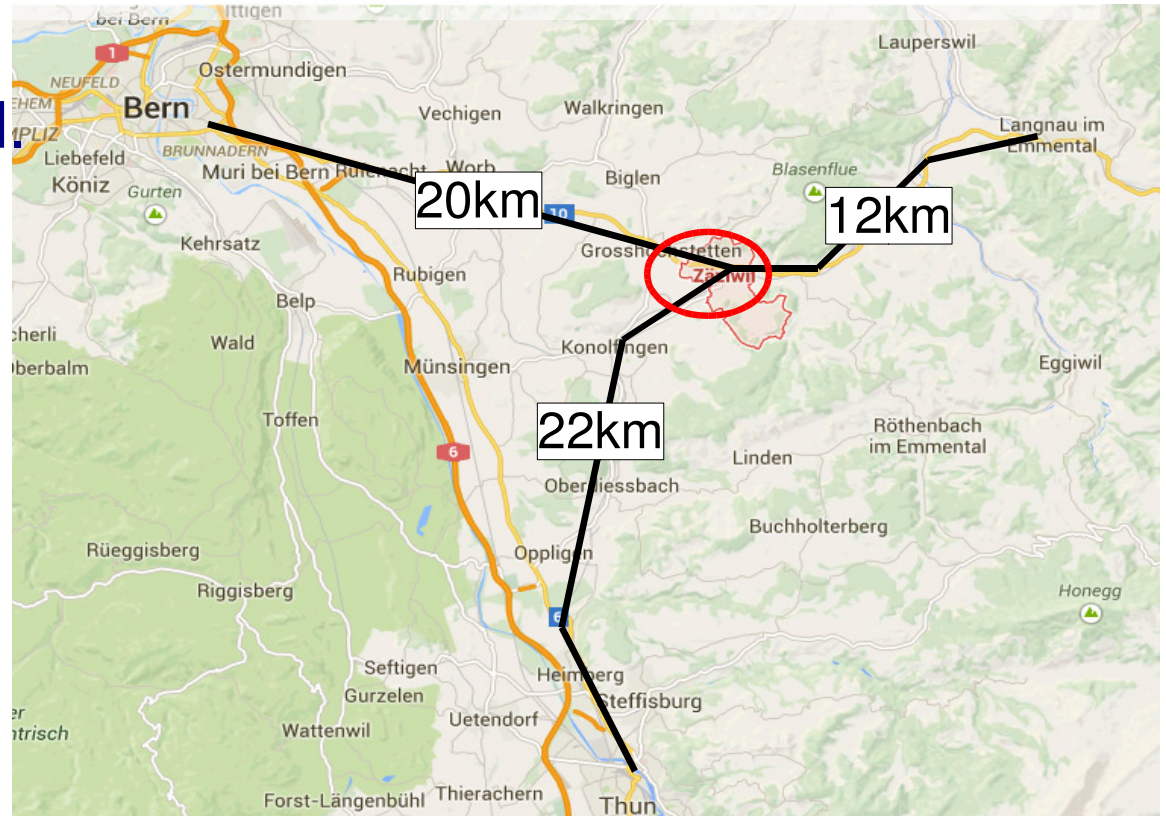 Ittigen
bei Bern
1
Ostermundigen
NEUFELD
Bern
Lauperswil
Vechigen
Walkringen
Langnau im
Emmental
BRUNNADERN
Liebefeld
Muri bei Bern
Rüfenacht
Worb
Biglen
Blasenflue
Köniz
Gurten
20km
10
12km
Kehrsatz
Grosshöchstetten
Zäziwil
Rubigen
Belp
Wald
Konolfingen
Münsingen
Eggiwil
Toffen
22km
Röthenbach
im Emmental
6
Linden
Oberdiessbach
Buchholterberg
Rüeggisberg
Oppligen
Riggisberg
Honegg
6
Seftigen
Heimberg
Gurzelen
Steffisburg
Uetendorf
Wattenwil
Forst-Längenbühl
Thierachern
Thun